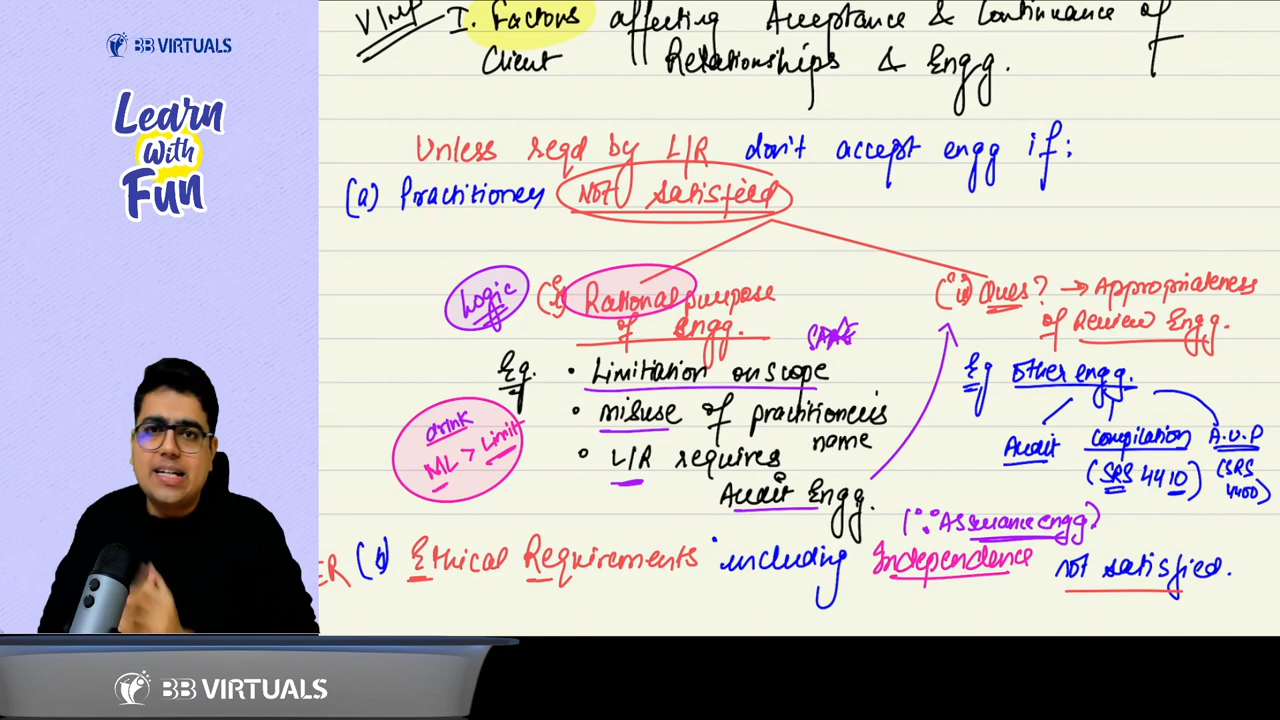 BB VIRTUALS
Learn
with
Fun
V Imp I. Factors affecting Acceptance & Continuance of
Client Relationships & Engg.
Unless reqd by L/R don't accept engg if:
(a) Practitioner NOT satisfied
Logic (i) Rational purpose
of engg.
(ii) Ques? → Appropriateness
of Review Engg.
Eg. • Limitation on scope
• misuse of practitioner's
name
• L/R requires
Audit Engg.
drink
ML > Limit
Eg other engg.
Audit Compilation A.U.P
(SRS 4410) (SRS
4400)
(∵ Assurance engg)
ER (b) Ethical Requirements including Independence not satisfied.
BB VIRTUALS